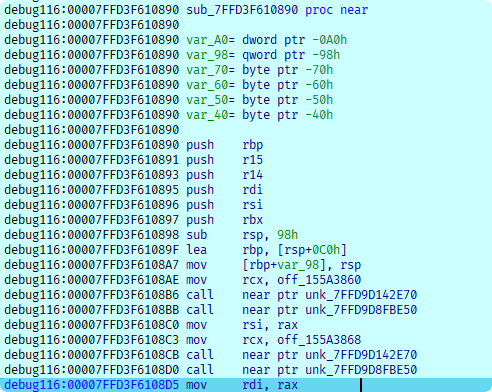 debug116:00007FFD3F610890 sub_7FFD3F610890 proc near
debug116:00007FFD3F610890
debug116:00007FFD3F610890 var_A0= dword ptr -0A0h
debug116:00007FFD3F610890 var_98= qword ptr -98h
debug116:00007FFD3F610890 var_70= byte ptr -70h
debug116:00007FFD3F610890 var_60= byte ptr -60h
debug116:00007FFD3F610890 var_50= byte ptr -50h
debug116:00007FFD3F610890 var_40= byte ptr -40h
debug116:00007FFD3F610890
debug116:00007FFD3F610890 push rbp
debug116:00007FFD3F610891 push r15
debug116:00007FFD3F610893 push r14
debug116:00007FFD3F610895 push rdi
debug116:00007FFD3F610896 push rsi
debug116:00007FFD3F610897 push rbx
debug116:00007FFD3F610898 sub rsp, 98h
debug116:00007FFD3F61089F lea rbp, [rsp+0C0h]
debug116:00007FFD3F6108A7 mov [rbp+var_98], rsp
debug116:00007FFD3F6108AE mov rcx, off_155A3860
debug116:00007FFD3F6108B6 call near ptr unk_7FFD9D142E70
debug116:00007FFD3F6108BB call near ptr unk_7FFD9D8FBE50
debug116:00007FFD3F6108C0 mov rsi, rax
debug116:00007FFD3F6108C3 mov rcx, off_155A3868
debug116:00007FFD3F6108CB call near ptr unk_7FFD9D142E70
debug116:00007FFD3F6108D0 call near ptr unk_7FFD9D8FBE50
debug116:00007FFD3F6108D5 mov rdi, rax